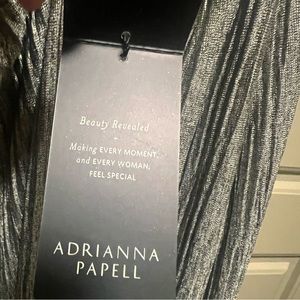 Beauty Revealed
Making EVERY MOMENT,
and EVERY WOMAN,
FEEL SPECIAL
ADRIANNA
PAPELL